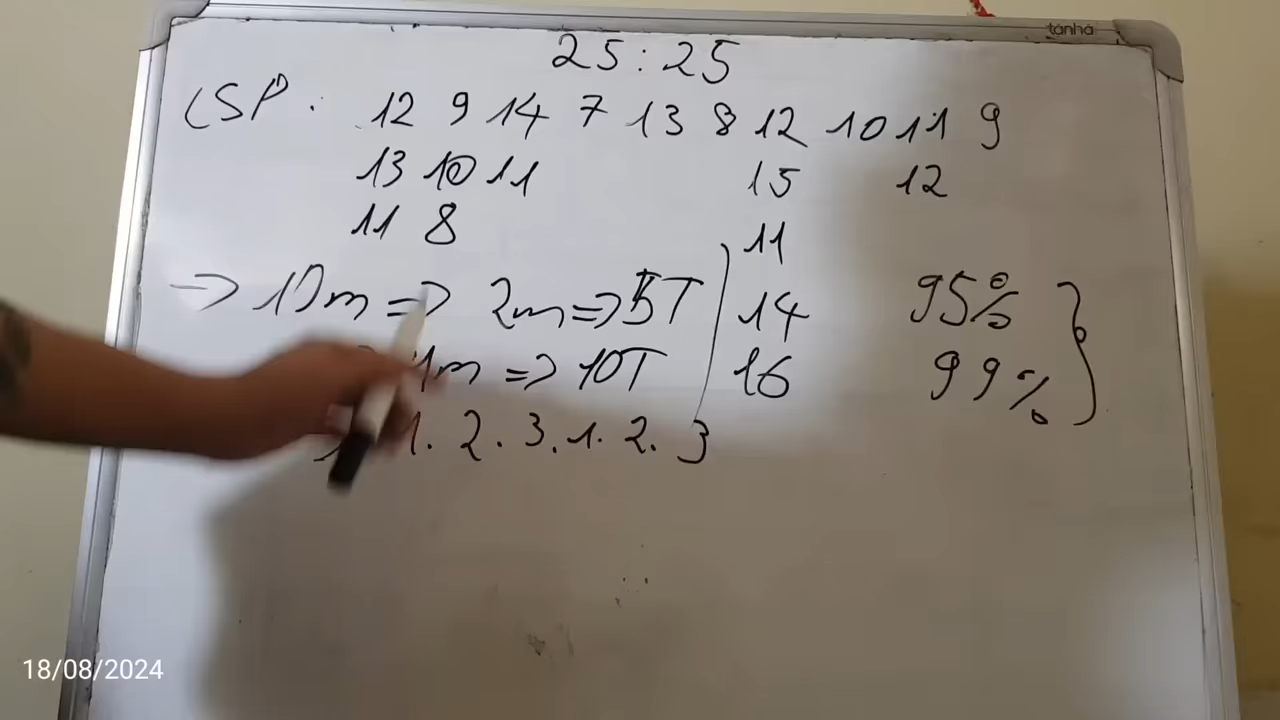 tánhà
25:25
CSP. 12 9 14 7 13 8 12 10 11 9
13 10 11 15 12
11 8 11
=> 10m => 2m => 5T 14 95%
1m => 10T 16 99%
1. 2. 3. 1. 2. 3
18/08/2024